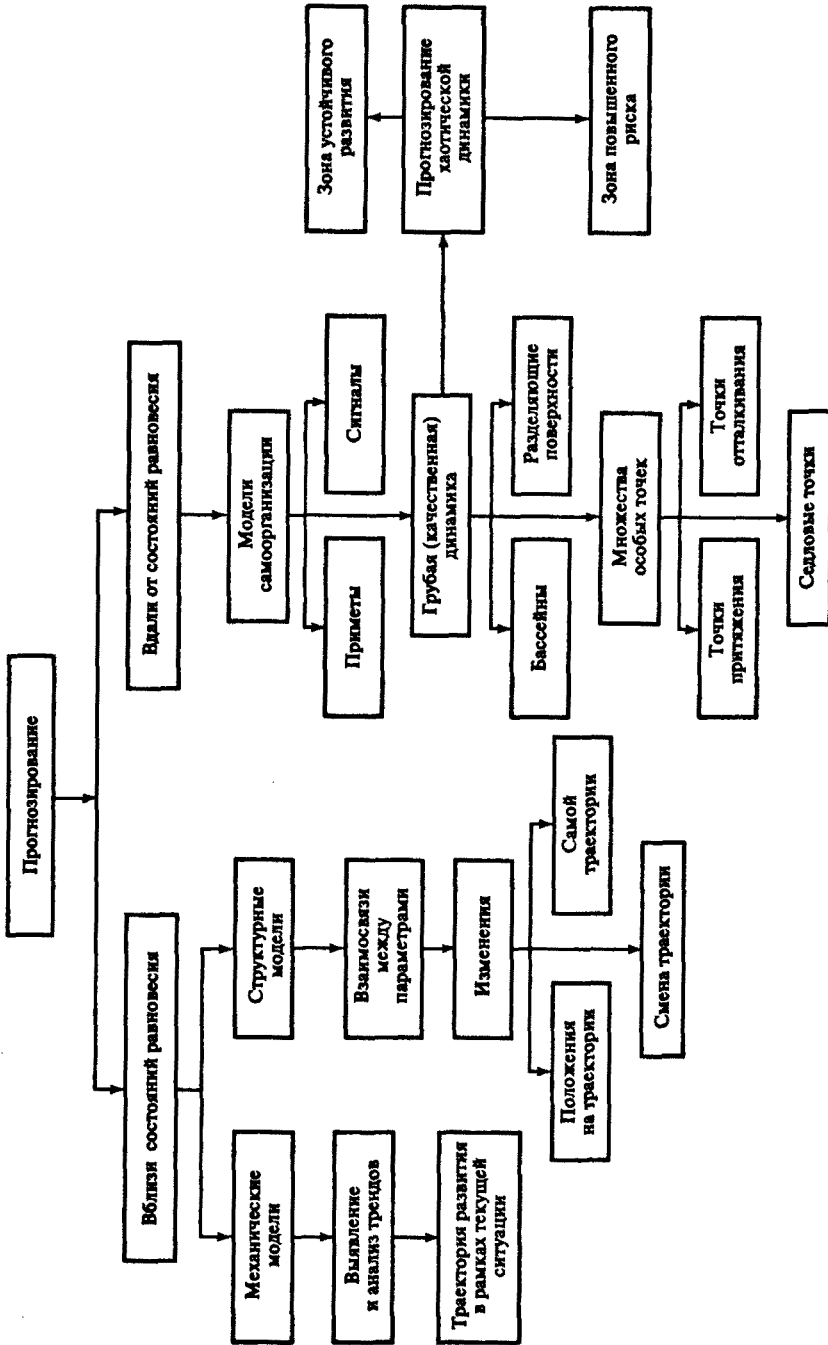 Прогнозирование
Вблизи состояний равновесия
Вдали от состояний равновесия
Механические
модели
Структурные
модели
Модели
самоорганизации
Выявление
и анализ трендов
Взаимосвязи
между
параметрами
Приметы
Сигналы
Зона устойчивого
развития
Траектория развития
в рамках текущей
ситуации
Изменения
Грубая (качественная)
динамика
Прогнозирование
хаотической
динамики
Положения
на траектории
Самой
траектории
Бассейны
Разделяющие
поверхности
Зона повышенного
риска
Смена траектории
Множества
особых точек
Точки
притяжения
Точки
отталкивания
Седловые точки